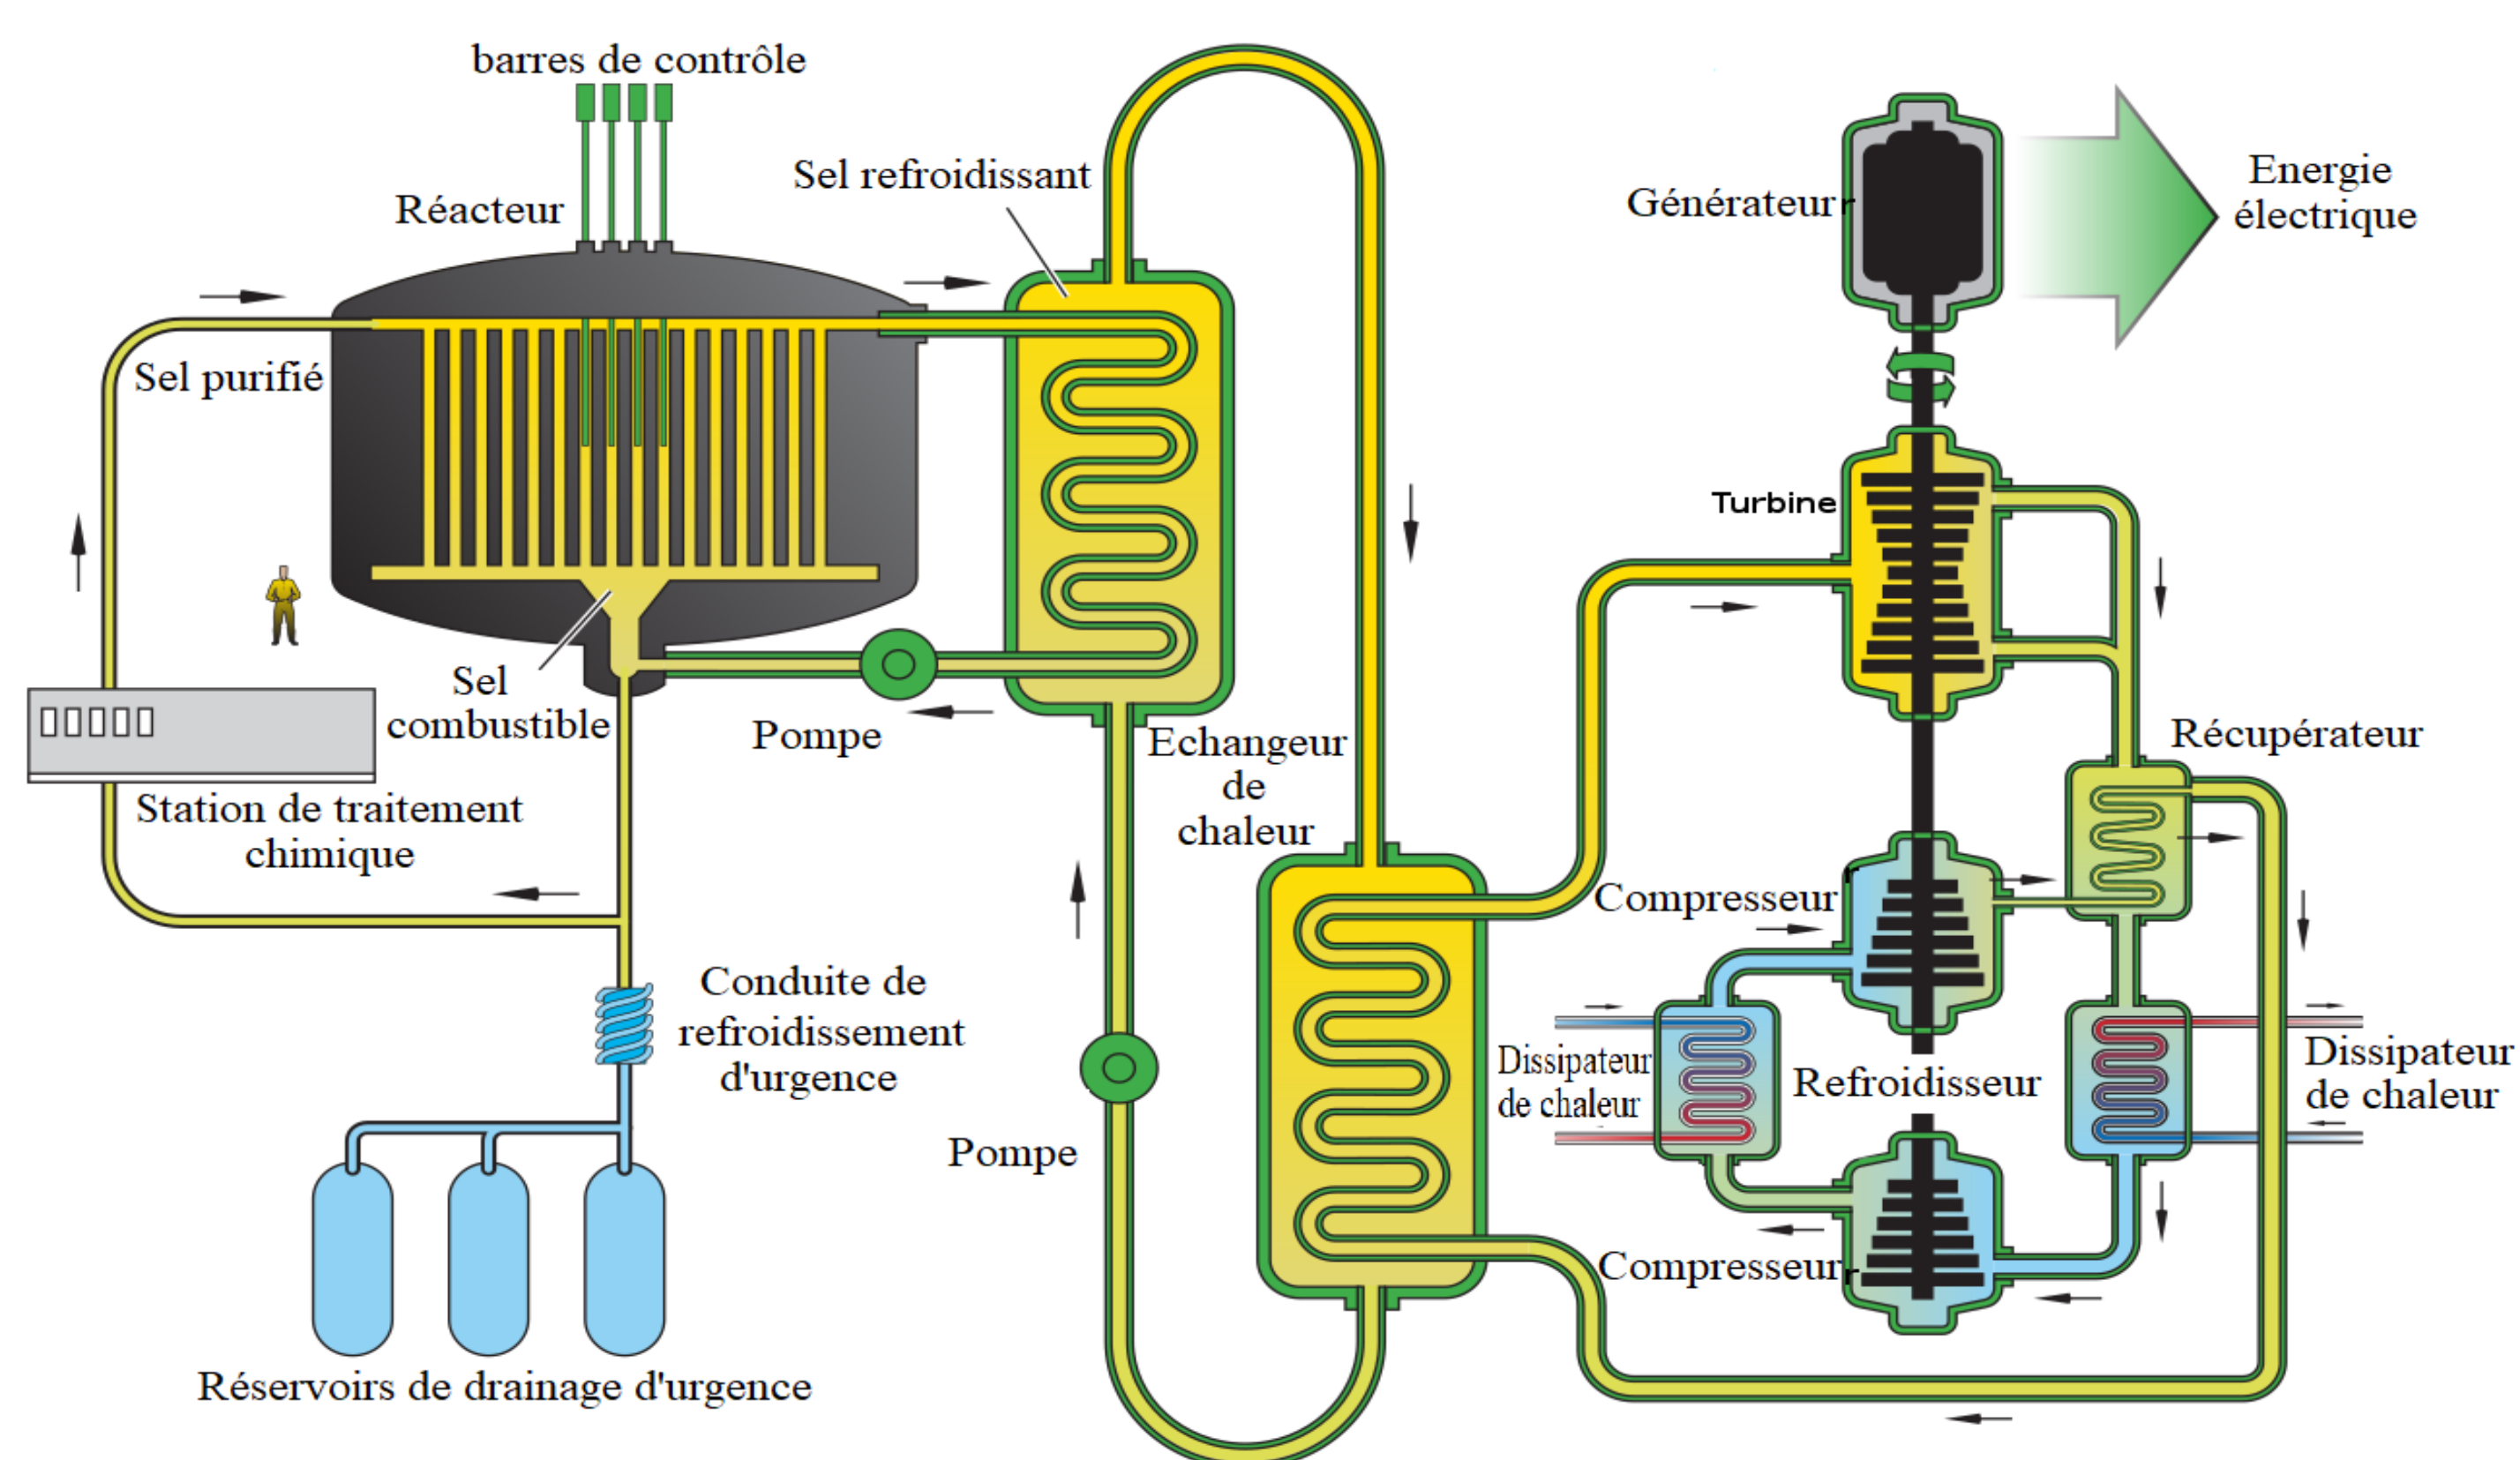 barres de contrôle
Réacteur
Sel refroidissant
Sel purifié
Sel
combustible
Pompe
Echangeur
de
chaleur
Station de traitement
chimique
Conduite de
refroidissement
d'urgence
Réservoirs de drainage d'urgence
Pompe
Générateur
Energie
électrique
Turbine
Récupérateur
Compresseur
Dissipateur
de chaleur
Refroidisseur
Dissipateur
de chaleur
Compresseur